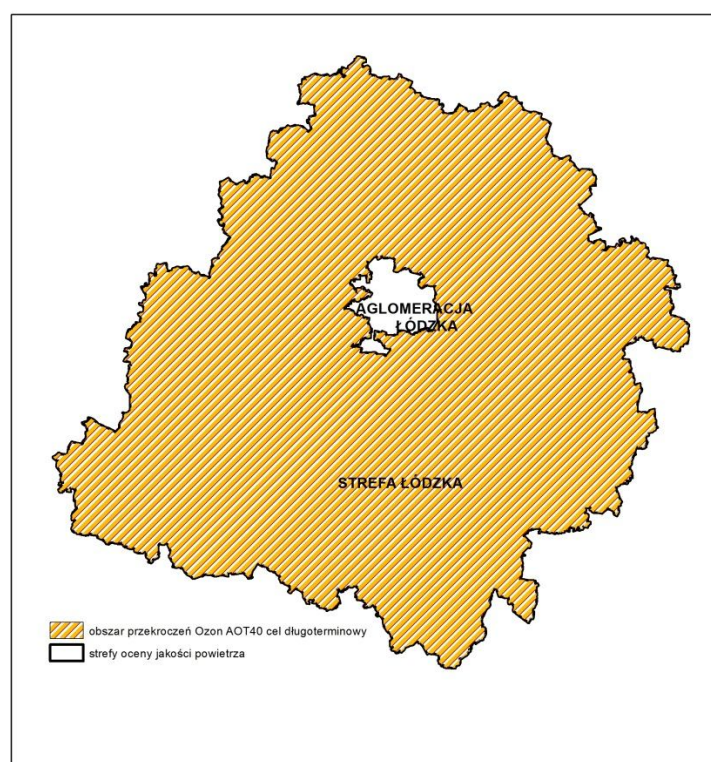 AGLOMERACJA
ŁÓDZKA
STREFA ŁÓDZKA
obszar przekroczeń Ozon AOT40 cel długoterminowy
strefy oceny jakości powietrza